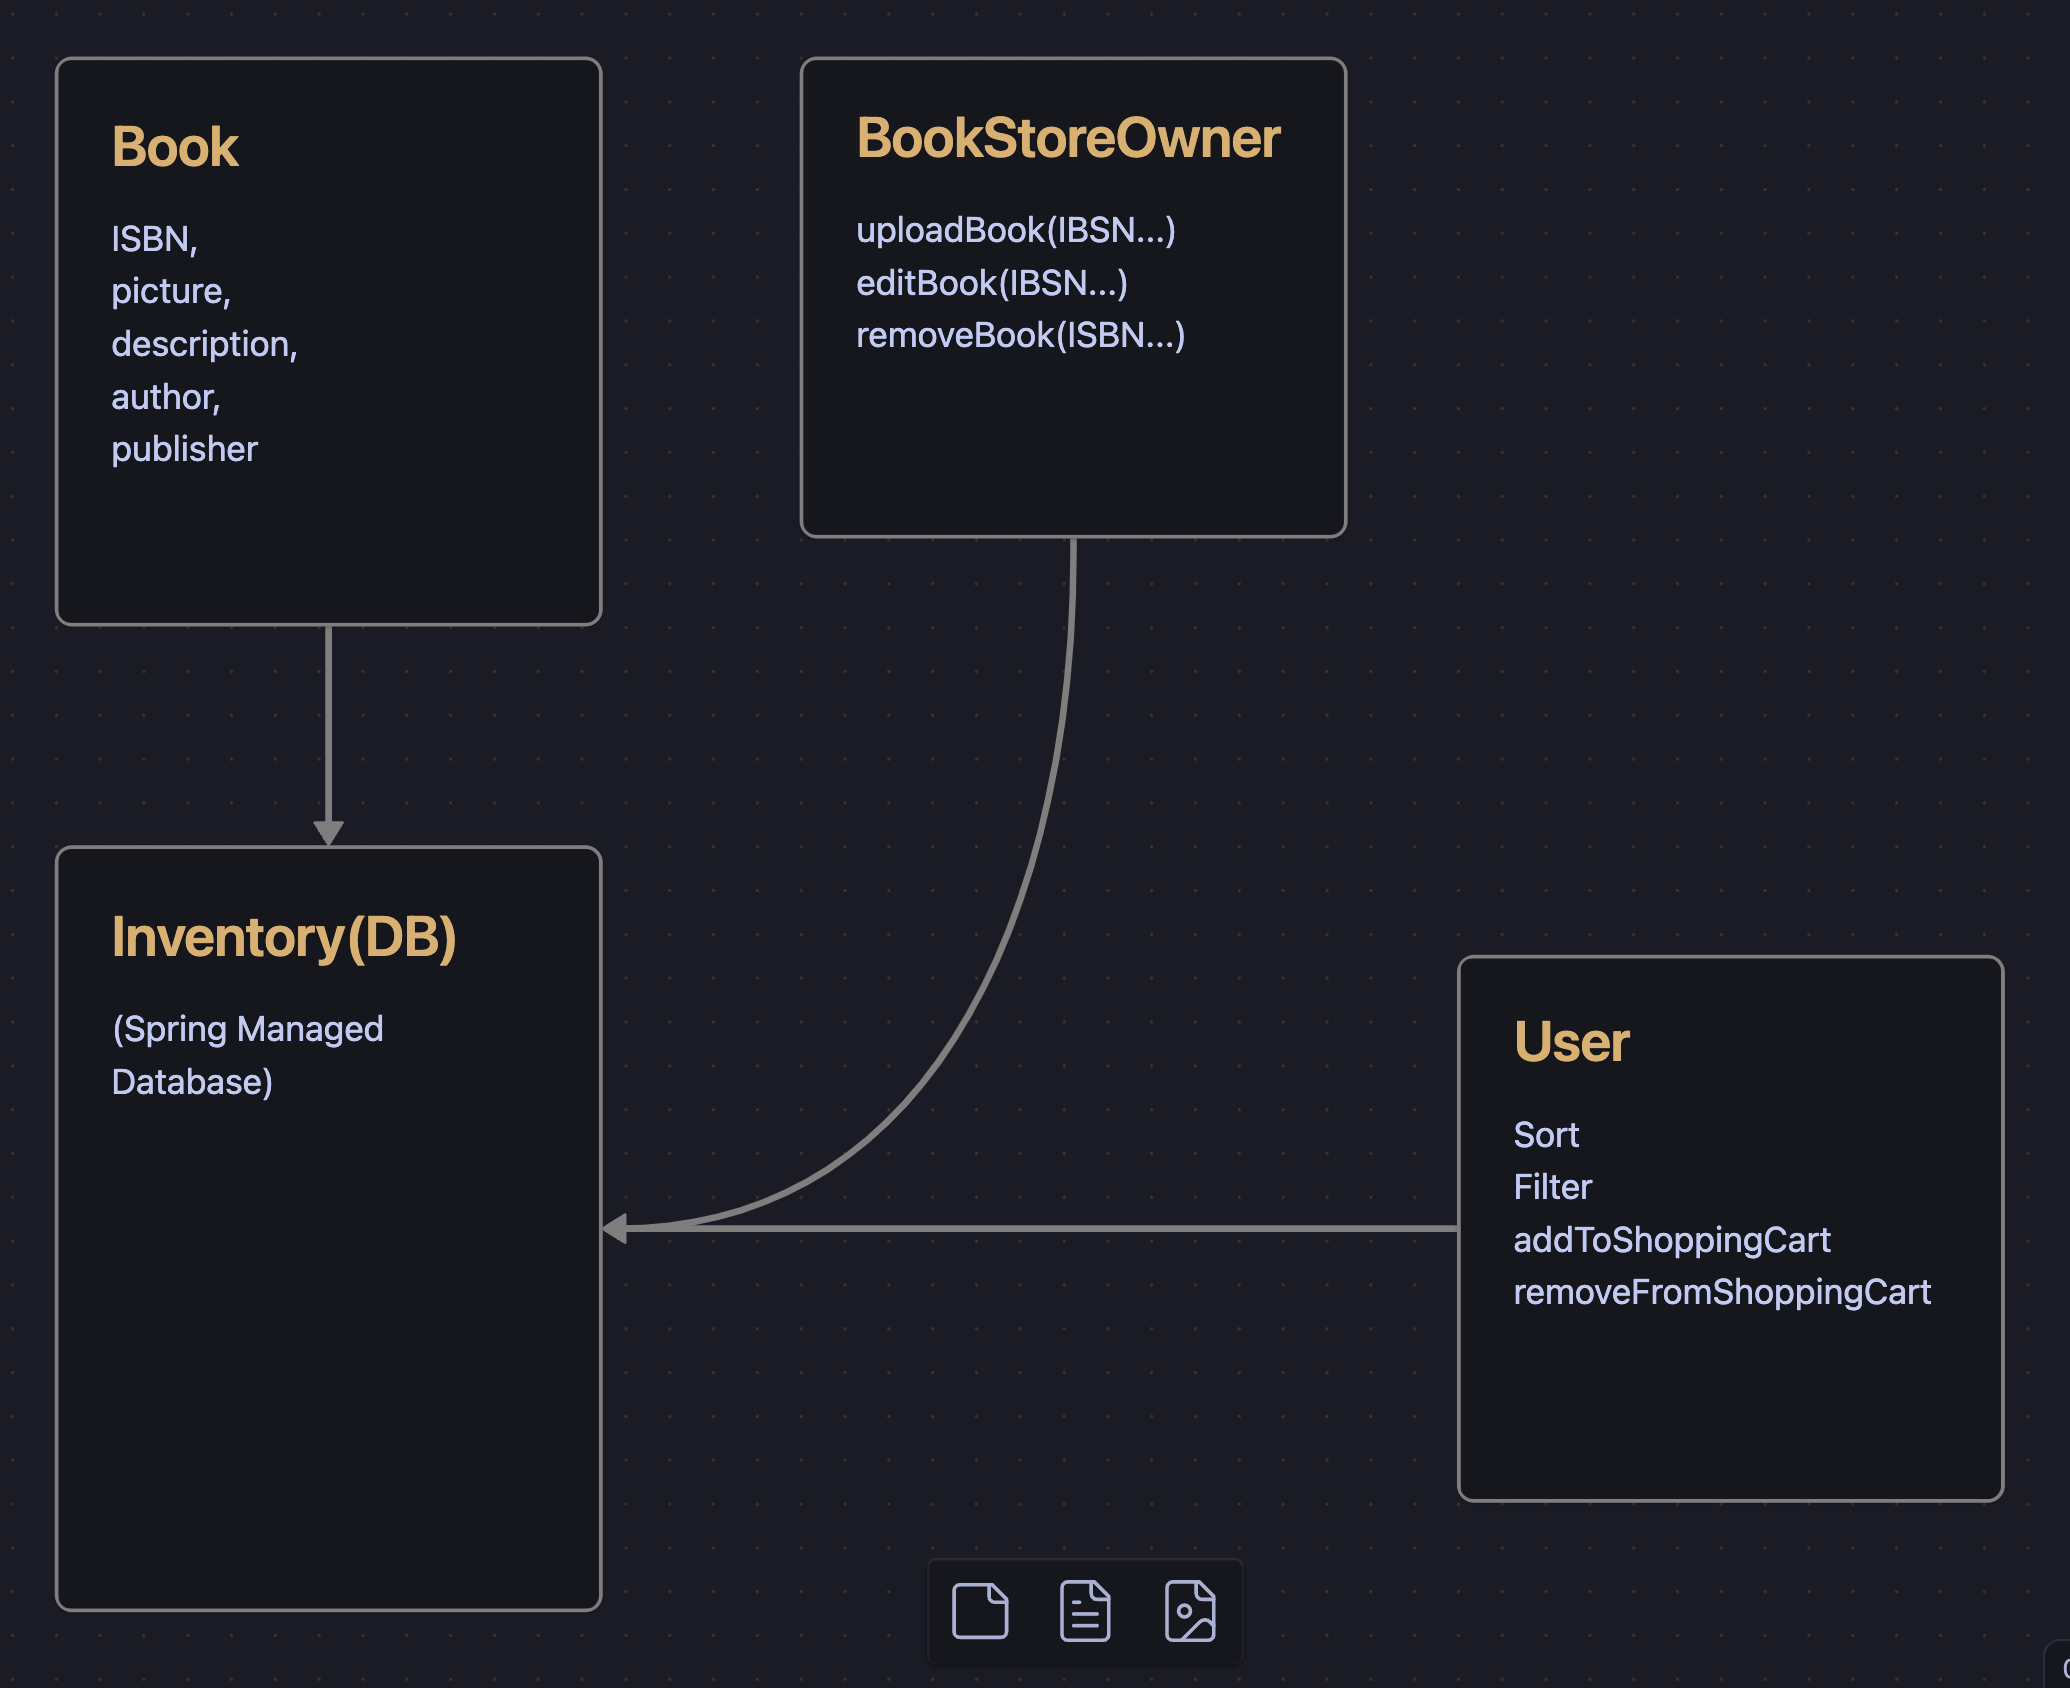 Book
ISBN,
picture,
description,
author,
publisher
BookStoreOwner
uploadBook(IBSN...)
editBook(IBSN...)
removeBook(ISBN...)
Inventory(DB)
(Spring Managed
Database)
User
Sort
Filter
addToShoppingCart
removeFromShoppingCart